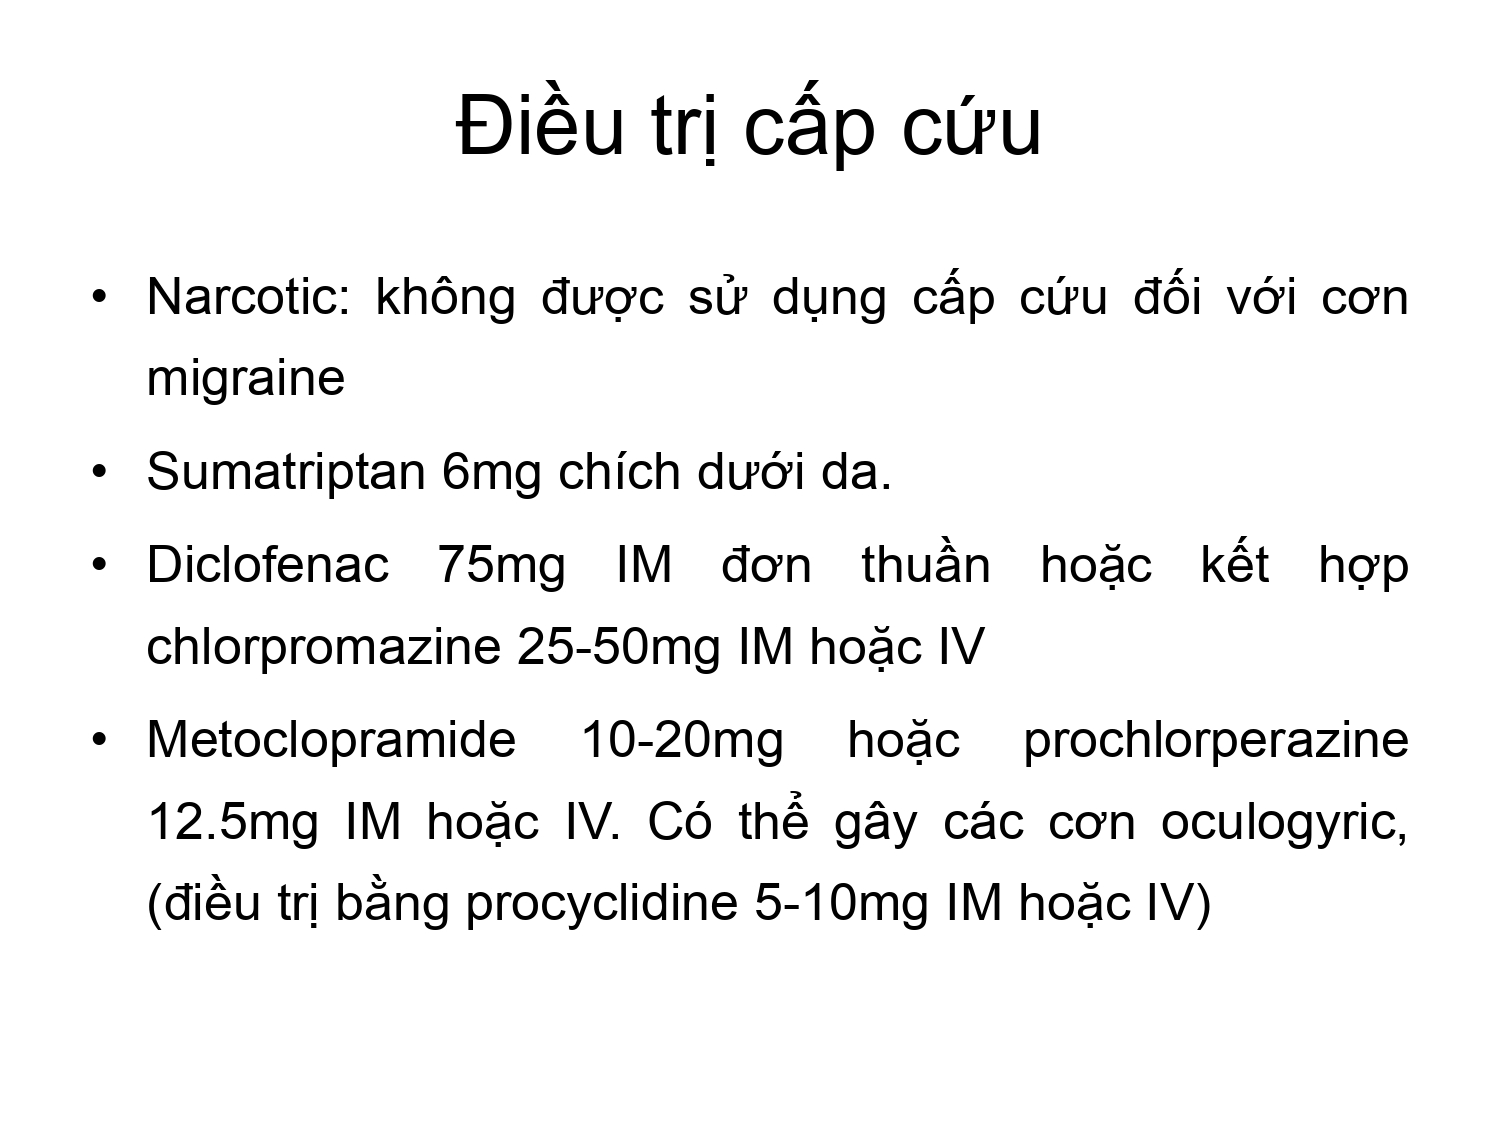 Điều trị cấp cứu
• Narcotic: không được sử dụng cấp cứu đối với cơn
migraine
• Sumatriptan 6mg chích dưới da.
• Diclofenac 75mg IM đơn thuần hoặc kết hợp
chlorpromazine 25-50mg IM hoặc IV
• Metoclopramide 10-20mg hoặc prochlorperazine
12.5mg IM hoặc IV. Có thể gây các cơn oculogyric,
(điều trị bằng procyclidine 5-10mg IM hoặc IV)